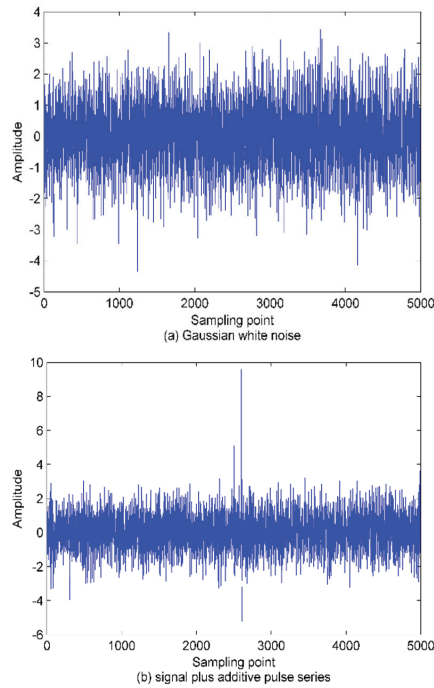 4
3
2
1
0
-1
-2
-3
-4
-5
Amplitude
0 1000 2000 3000 4000 5000
Sampling point
(a) Gaussian white noise
10
8
6
4
2
0
-2
-4
-6
Amplitude
0 1000 2000 3000 4000 5000
Sampling point
(b) signal plus additive pulse series